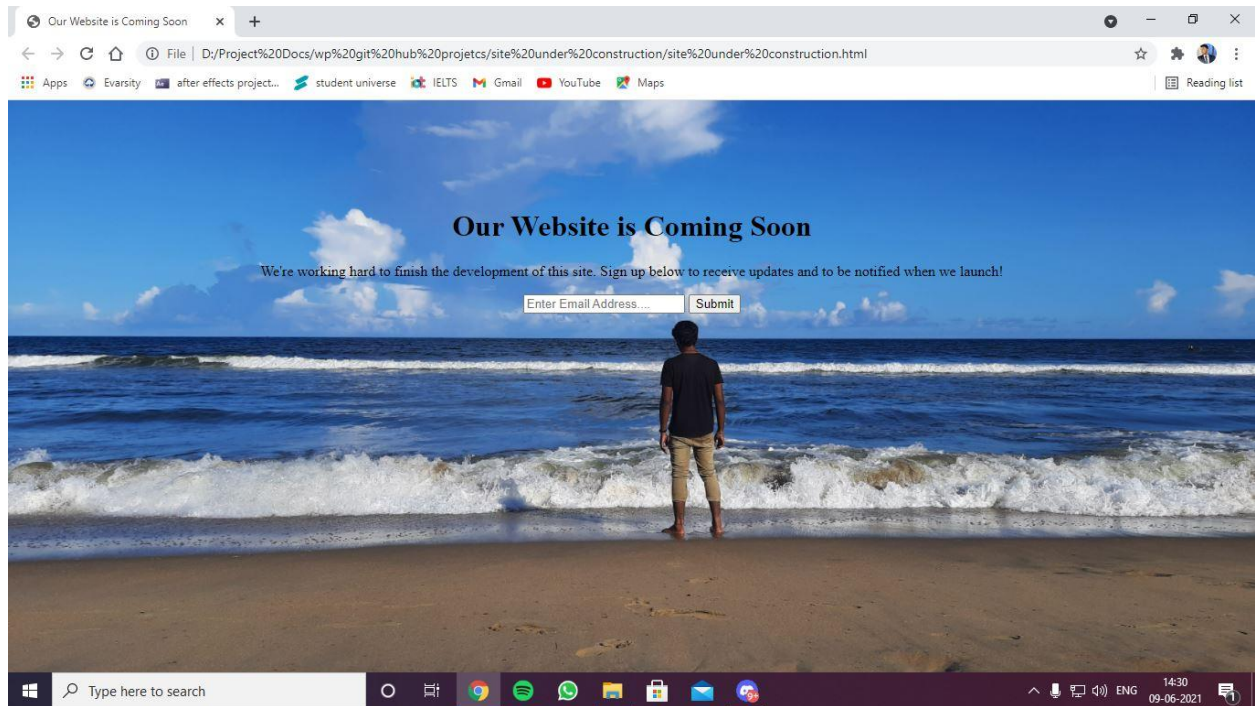 Our Website is Coming Soon
File | D:/Project%20Docs/wp%20git%20hub%20projetcs/site%20under%20construction/site%20under%20construction.html
Apps Evarsity after effects project... student universe iot IELTS Gmail YouTube Maps Reading list
Our Website is Coming Soon
We're working hard to finish the development of this site. Sign up below to receive updates and to be notified when we launch!
Enter Email Address.... Submit
Type here to search ENG 14:30
09-06-2021